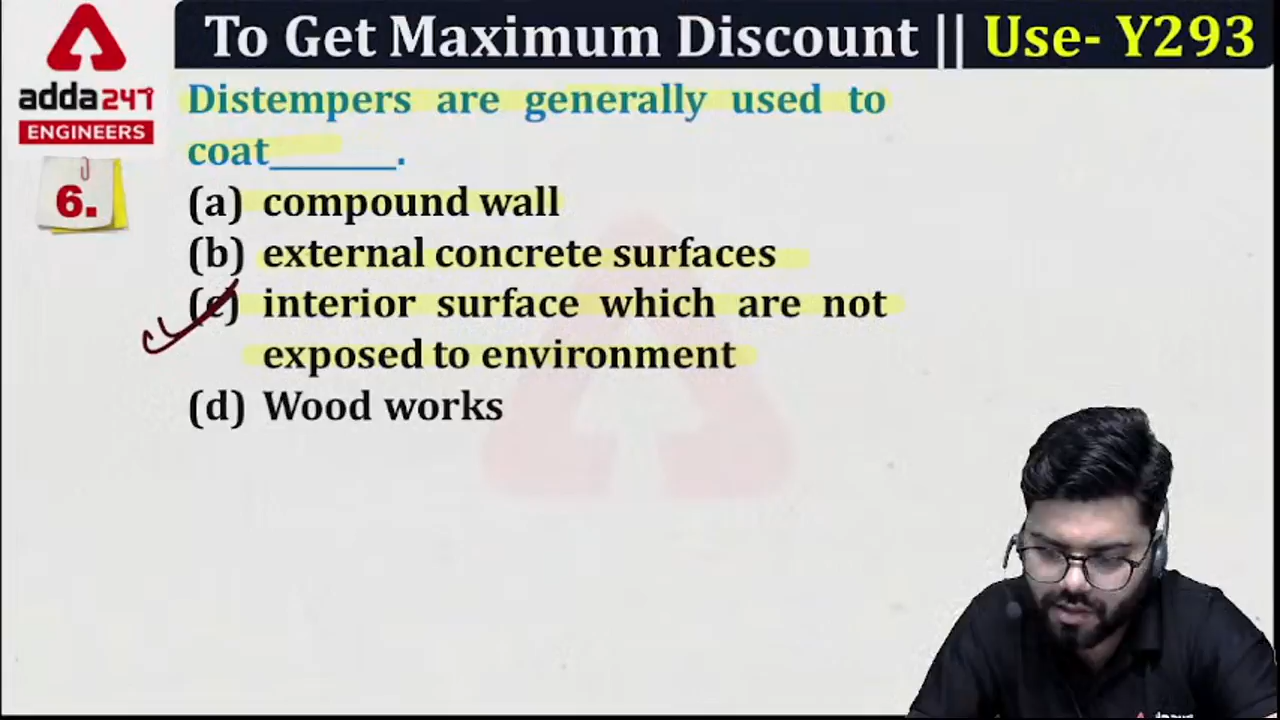 To Get Maximum Discount || Use- Y293
adda247
ENGINEERS
6.
Distempers are generally used to
coat_______.
(a) compound wall
(b) external concrete surfaces
(c) interior surface which are not
exposed to environment
(d) Wood works